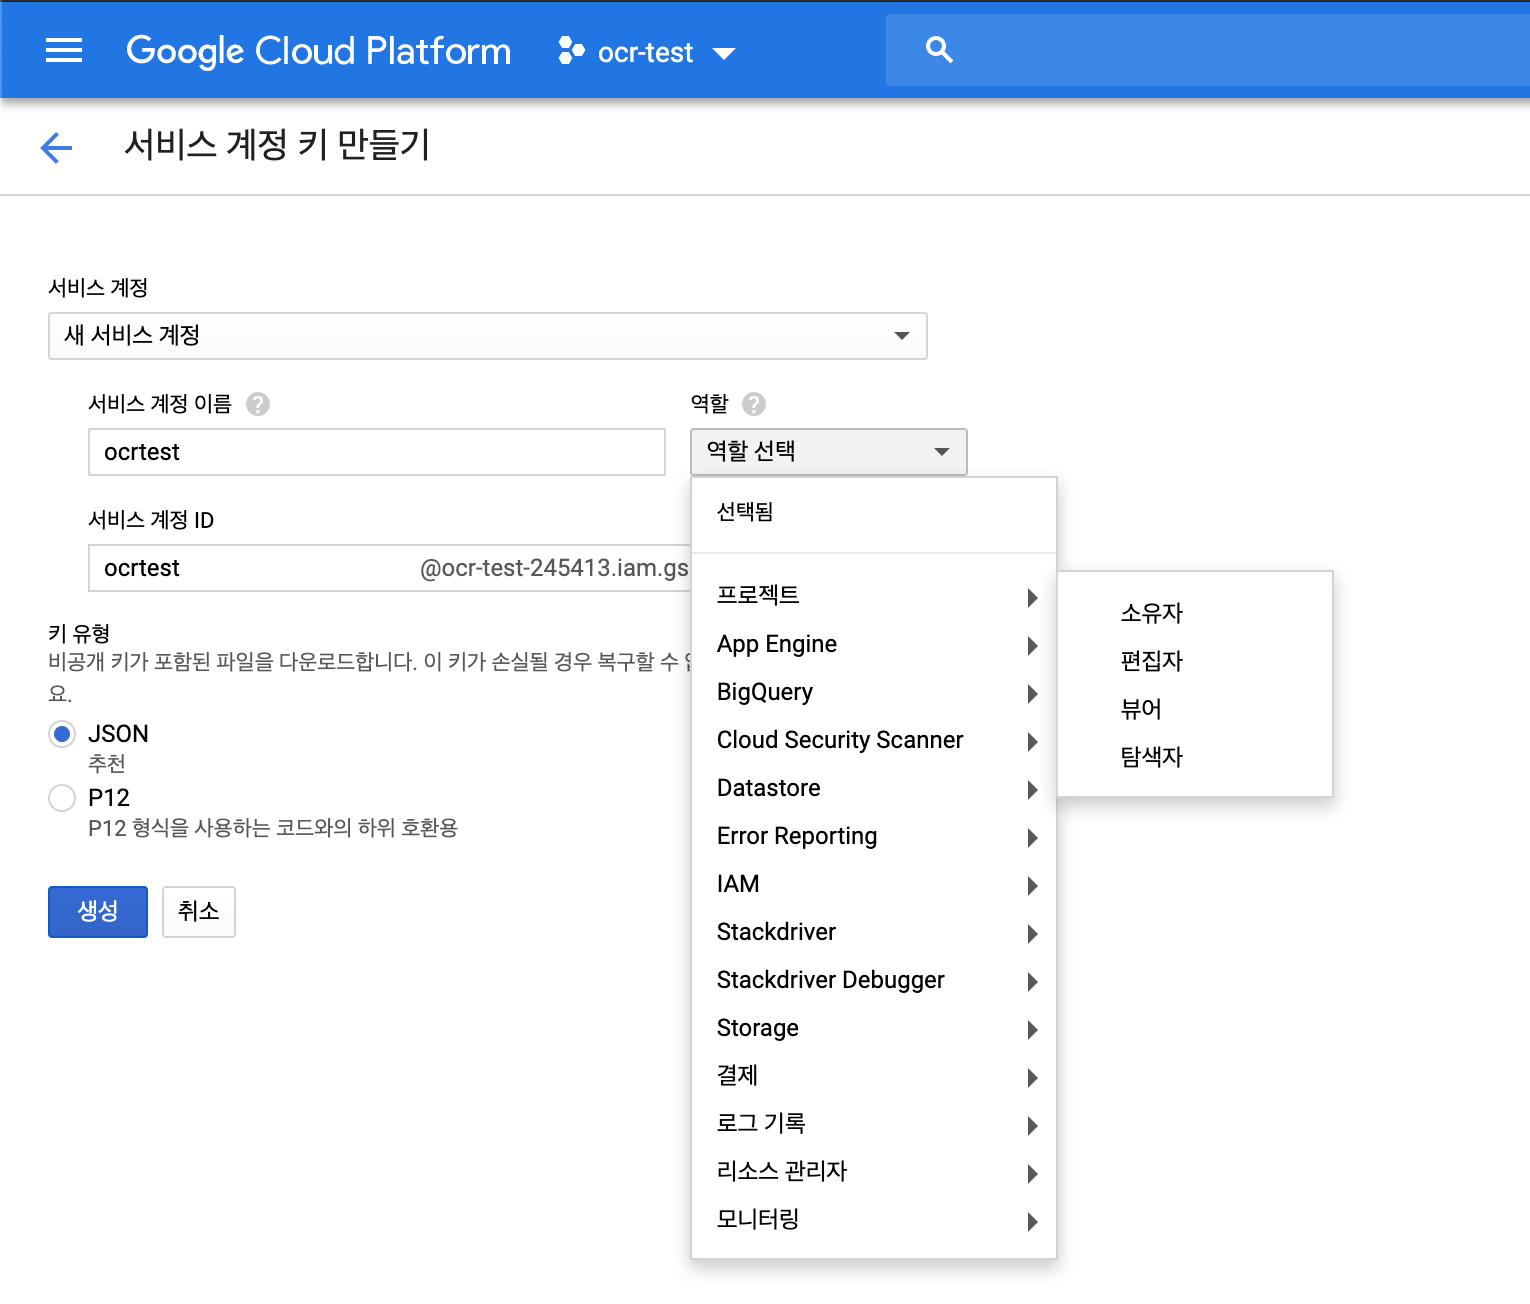 Google Cloud Platform
ocr-test
서비스 계정 키 만들기
서비스 계정
새 서비스 계정
서비스 계정 이름 ?
역할 ?
ocrtest
역할 선택
선택됨
서비스 계정 ID
ocrtest @ocr-test-245413.iam.gs
키 유형
비공개 키가 포함된 파일을 다운로드합니다. 이 키가 손실될 경우 복구할 수
요.
JSON
추천
P12
P12 형식을 사용하는 코드와의 하위 호환용
생성
취소
프로젝트
App Engine
BigQuery
Cloud Security Scanner
Datastore
Error Reporting
IAM
Stackdriver
Stackdriver Debugger
Storage
결제
로그 기록
리소스 관리자
모니터링
소유자
편집자
뷰어
탐색자